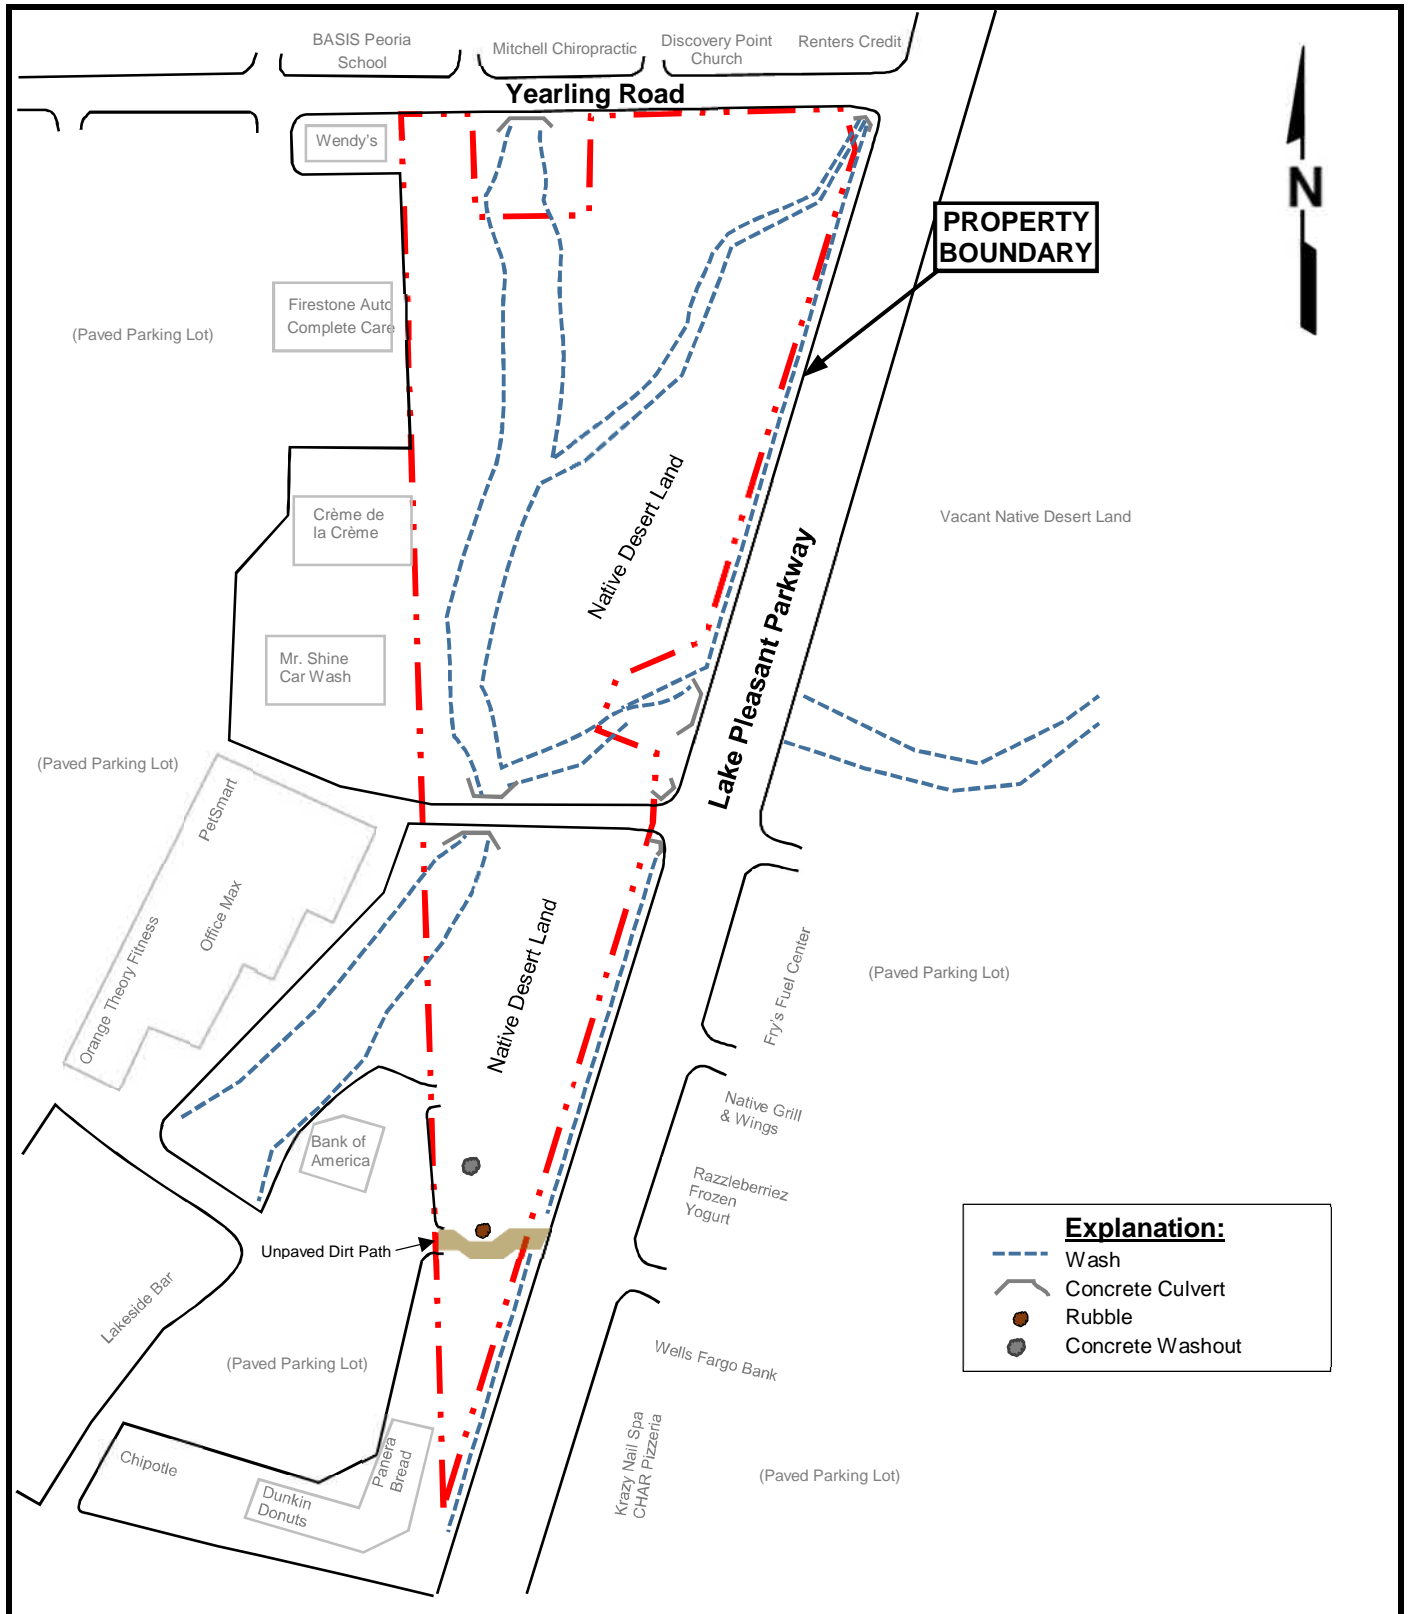 BASIS Peoria
School
Mitchell Chiropractic
Discovery Point
Church
Renters Credit
Yearling Road
Wendy's
N
PROPERTY
BOUNDARY
Firestone Auto
Complete Care
(Paved Parking Lot)
Native Desert Land
Crème de
la Crème
Vacant Native Desert Land
Lake Pleasant Parkway
Mr. Shine
Car Wash
(Paved Parking Lot)
PetSmart
Office Max
Orange Theory Fitness
Native Desert Land
Fry's Fuel Center
(Paved Parking Lot)
Native Grill
& Wings
Bank of
America
Razzleberriez
Frozen
Yogurt
Unpaved Dirt Path
Explanation:
Wash
Concrete Culvert
Rubble
Concrete Washout
Lakeside Bar
(Paved Parking Lot)
Wells Fargo Bank
Krazy Nail Spa
CHAR Pizzeria
(Paved Parking Lot)
Chipotle
Panera
Bread
Dunkin
Donuts